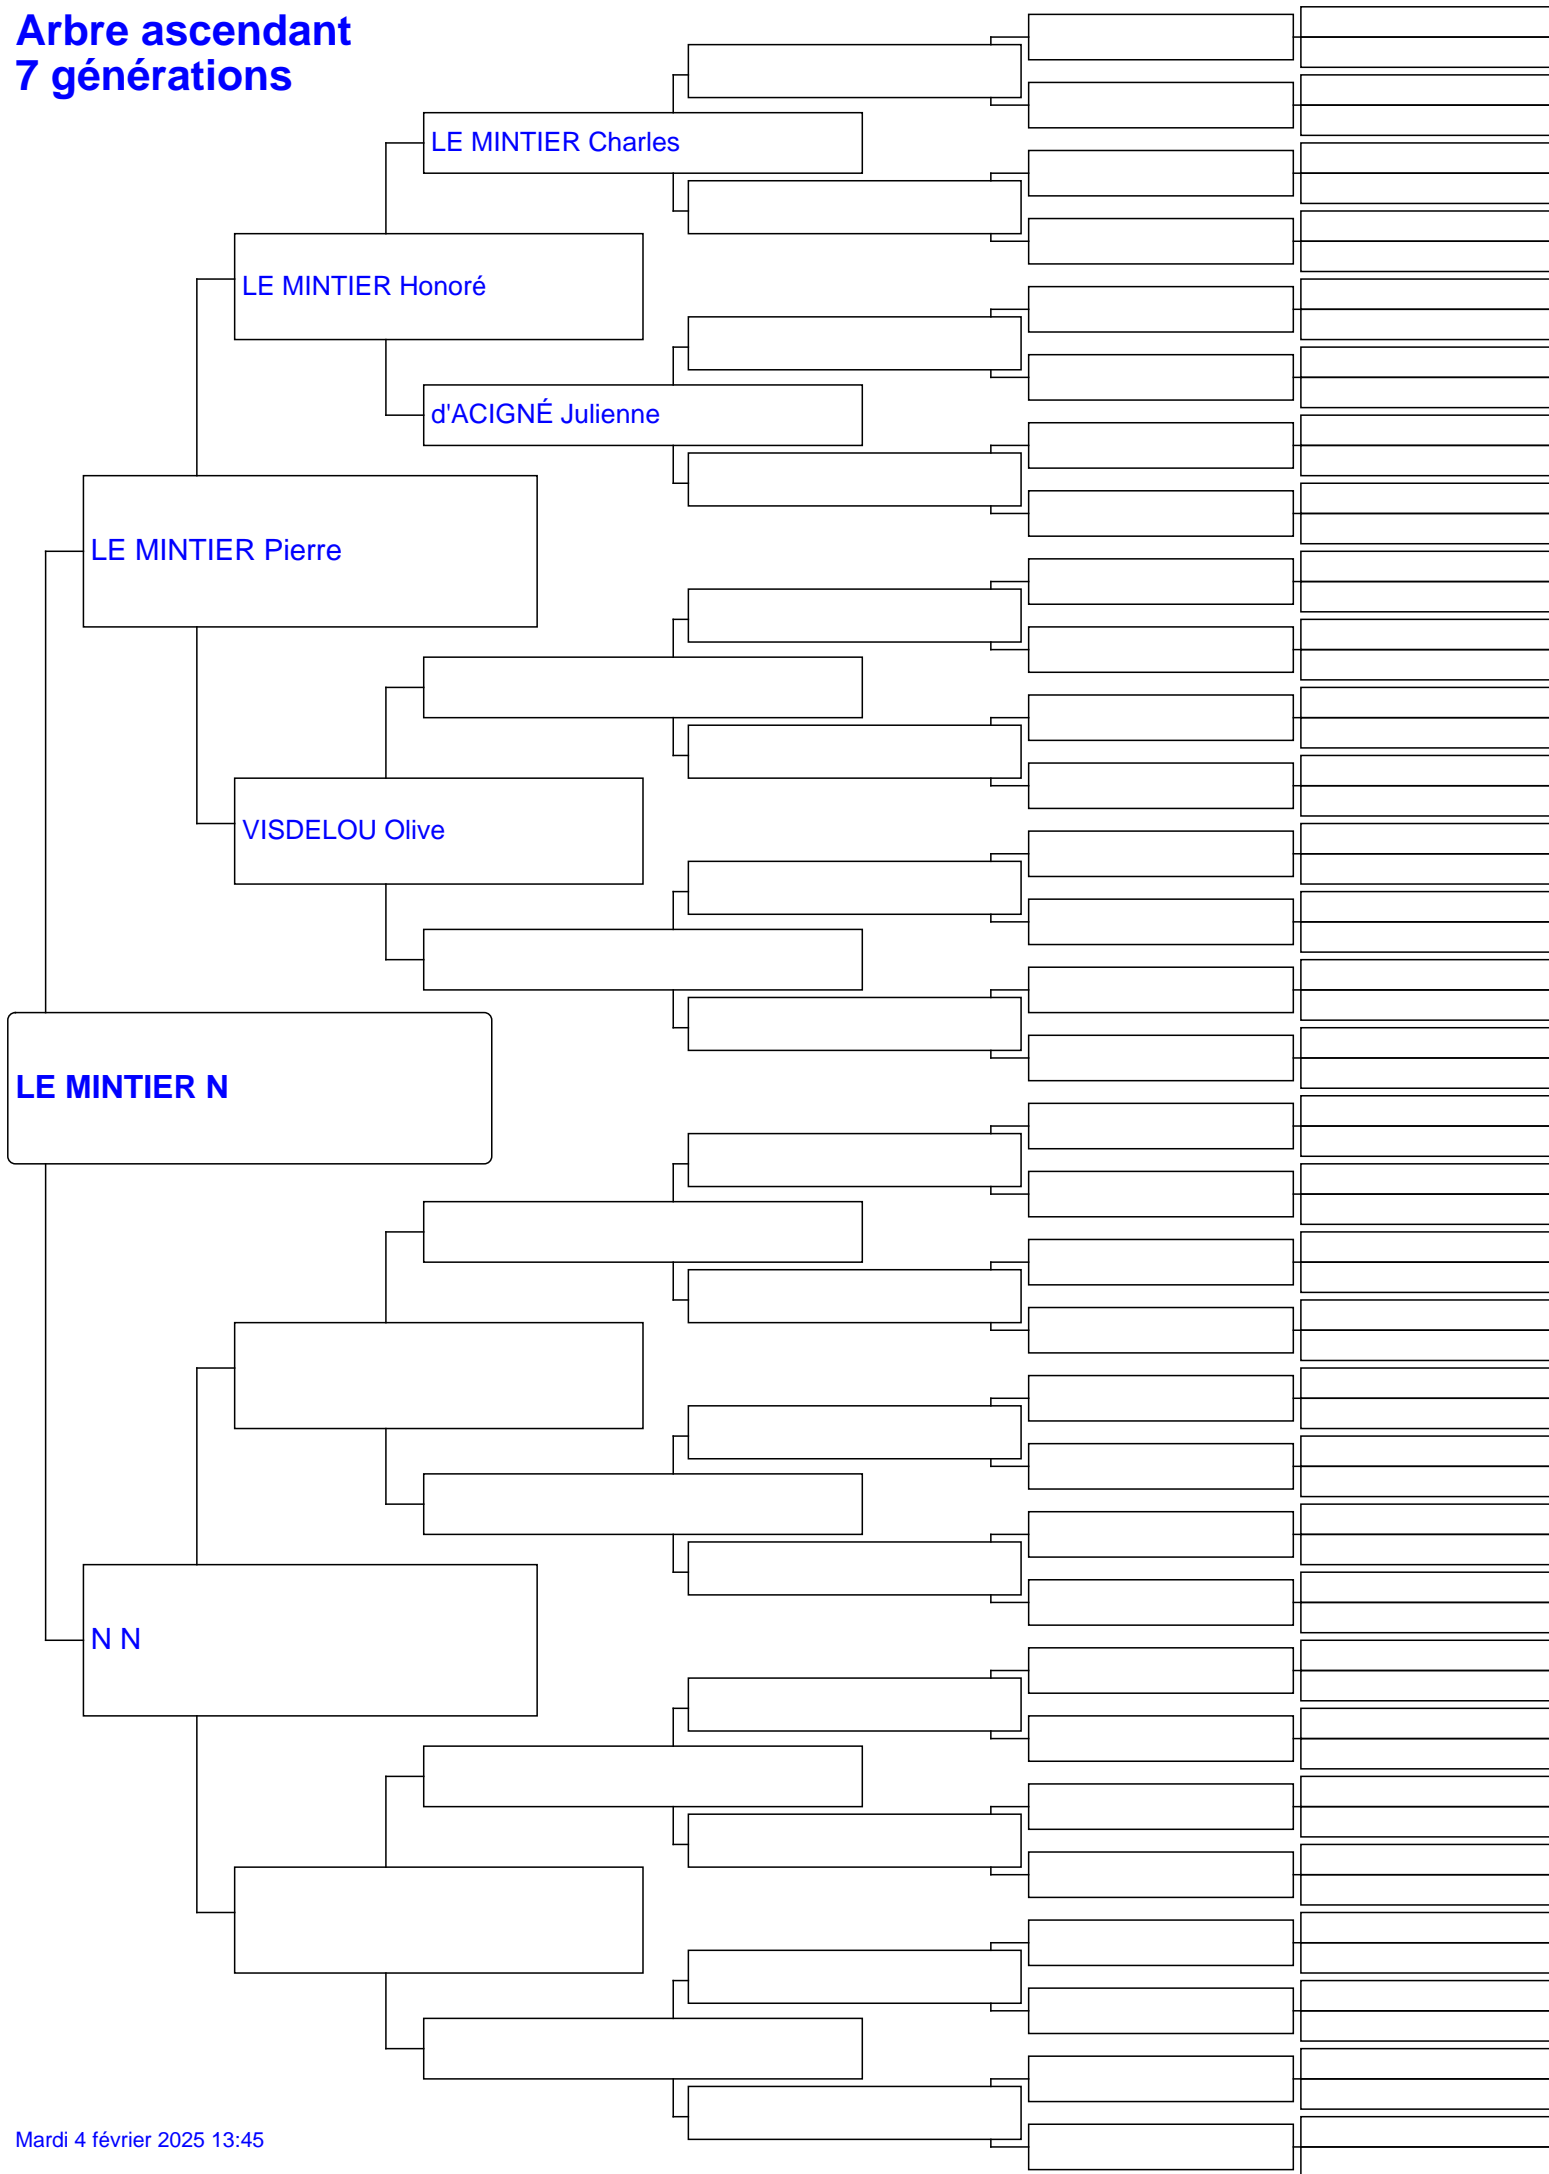 Arbre ascendant
7 générations
LE MINTIER Charles
LE MINTIER Honoré
d'ACIGNÉ Julienne
LE MINTIER Pierre
VISDELOU Olive
LE MINTIER N
N N
Mardi 4 février 2025 13:45